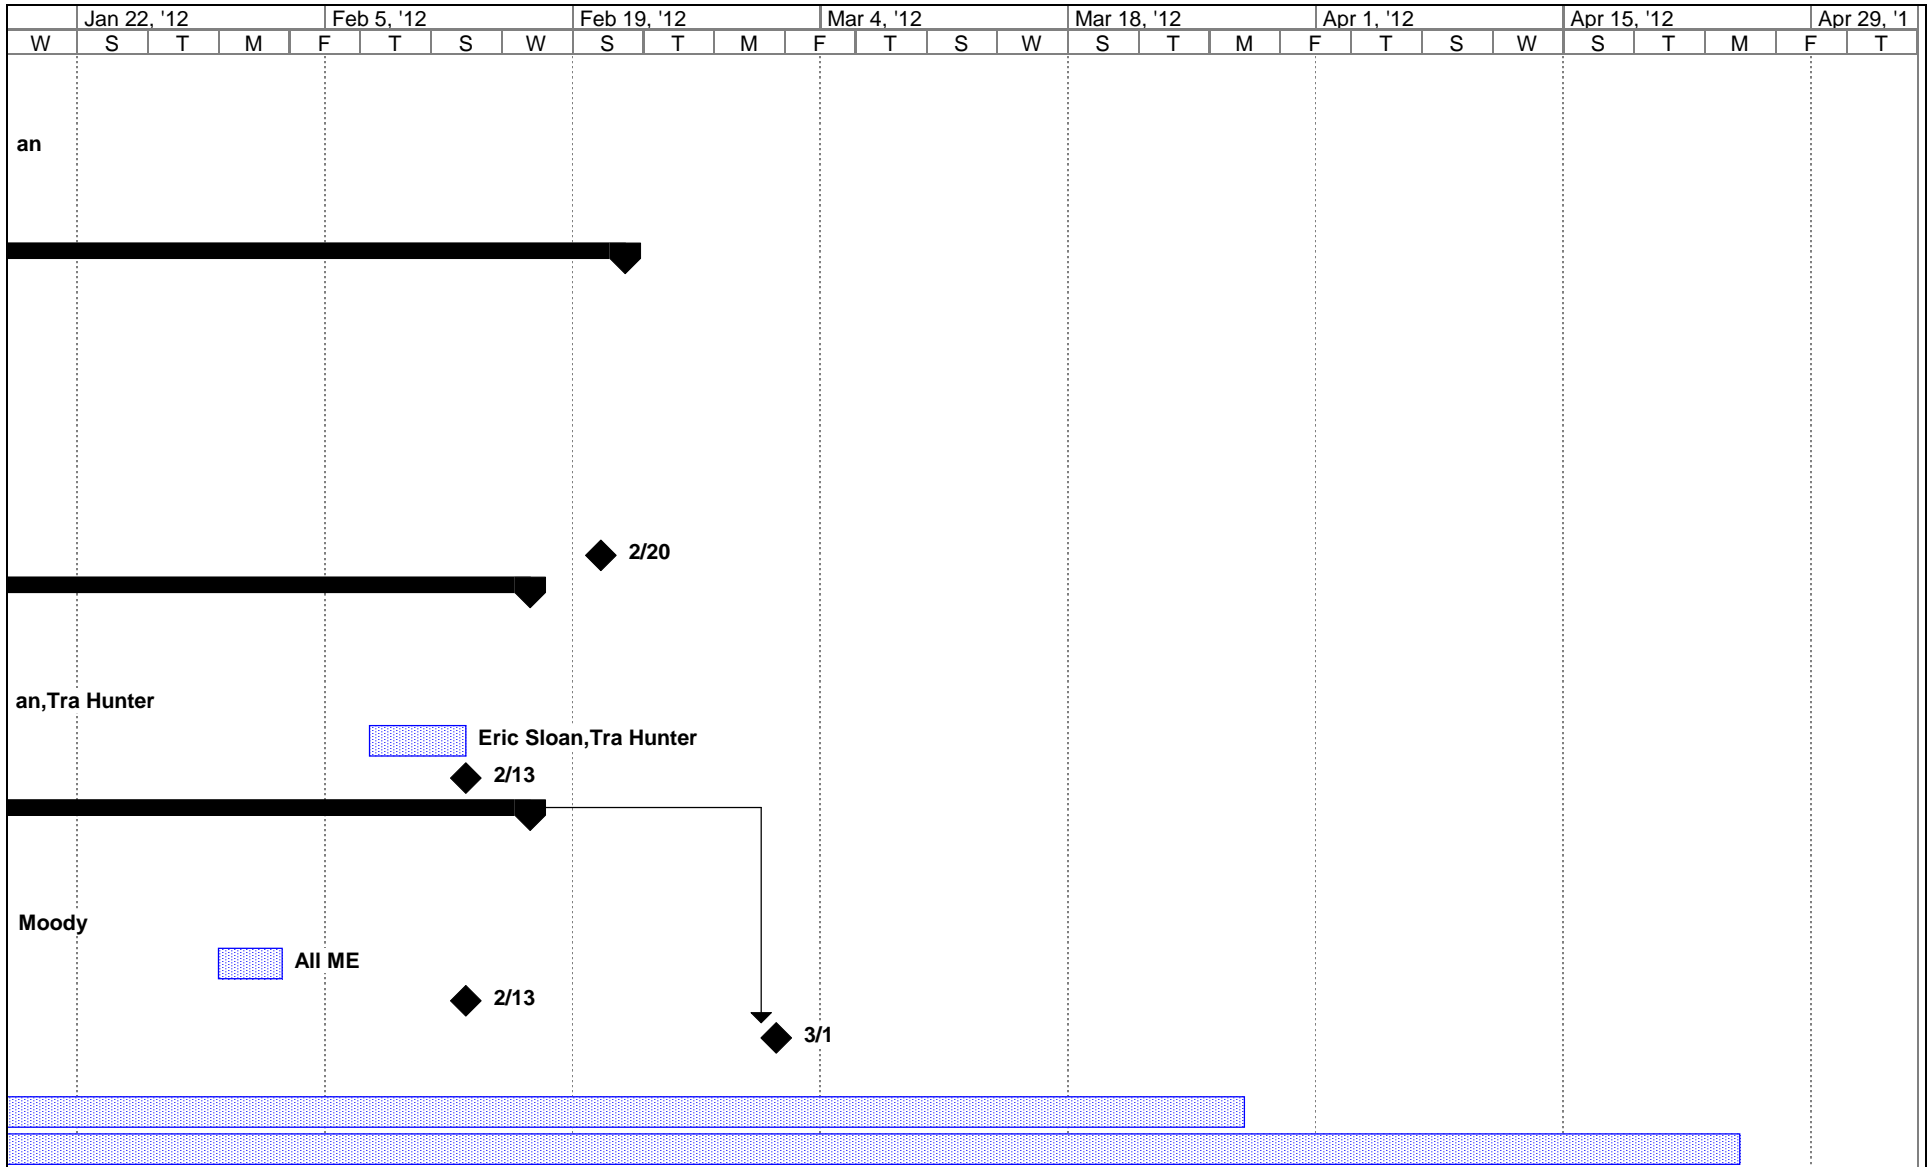 Jan 22, '12 Feb 5, '12 Feb 19, '12 Mar 4, '12 Mar 18, '12 Apr 1, '12 Apr 15, '12 Apr 29, '1
W S T M F T S W S T M F T S W S T M F T S W S T M F T
an
2/20
an,Tra Hunter
Eric Sloan,Tra Hunter
2/13
Moody
All ME
2/13
3/1